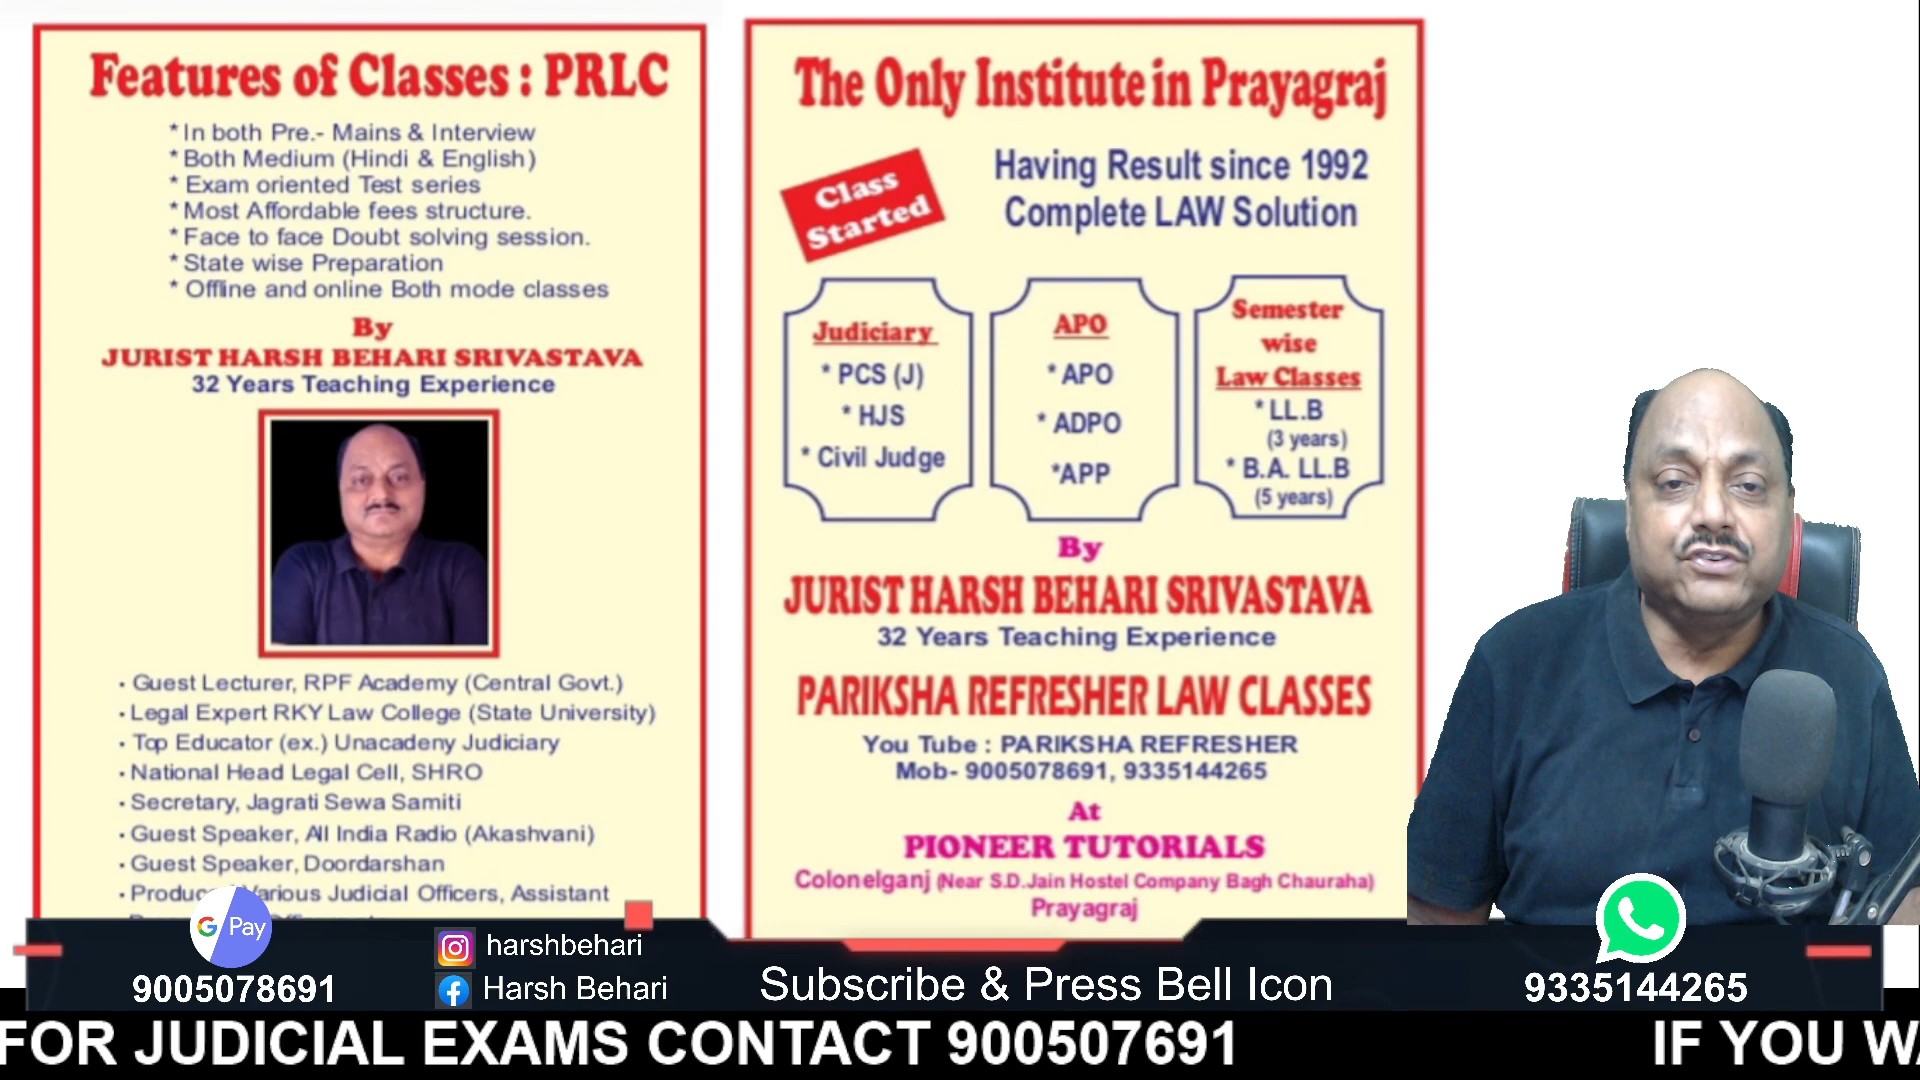 Features of Classes : PRLC
* In both Pre.- Mains & Interview
* Both Medium (Hindi & English)
* Exam oriented Test series
* Most Affordable fees structure.
* Face to face Doubt solving session.
* State wise Preparation
* Offline and online Both mode classes
By
JURIST HARSH BEHARI SRIVASTAVA
32 Years Teaching Experience
• Guest Lecturer, RPF Academy (Central Govt.)
• Legal Expert RKY Law College (State University)
• Top Educator (ex.) Unacadeny Judiciary
• National Head Legal Cell, SHRO
• Secretary, Jagrati Sewa Samiti
• Guest Speaker, All India Radio (Akashvani)
• Guest Speaker, Doordarshan
• Judicial Officers, Assistant
The Only Institute in Prayagraj
Class
Started
Having Result since 1992
Complete LAW Solution
Judiciary
* PCS (J)
* HJS
* Civil Judge
APO
* APO
* ADPO
*APP
Semester
wise
Law Classes
* LL.B
(3 years)
* B.A. LL.B
(5 years)
By
JURIST HARSH BEHARI SRIVASTAVA
32 Years Teaching Experience
PARIKSHA REFRESHER LAW CLASSES
You Tube : PARIKSHA REFRESHER
Mob- 9005078691, 9335144265
At
PIONEER TUTORIALS
Colonelganj (Near S.D.Jain Hostel Company Bagh Chauraha)
Prayagraj
G Pay
9005078691
harshbehari
Harsh Behari
Subscribe & Press Bell Icon
9335144265
FOR JUDICIAL EXAMS CONTACT 900507691
IF YOU